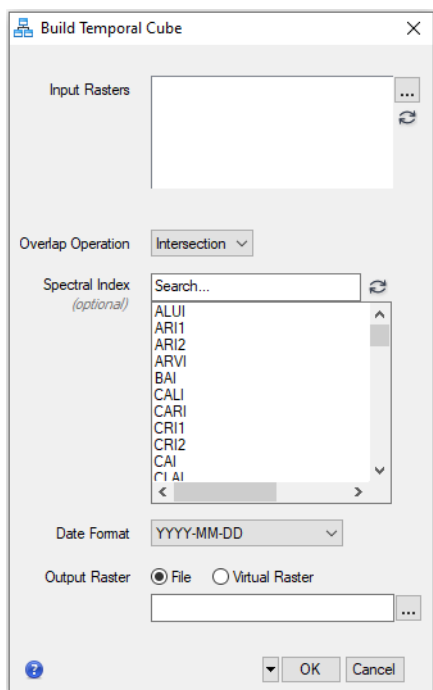 Build Temporal Cube
Input Rasters
...
Overlap Operation
Intersection
Spectral Index
(optional)
Search...
ALUI
ARI1
ARI2
ARVI
BAI
CALI
CARI
CRI1
CRI2
CAI
CLAI
Date Format
YYYY-MM-DD
Output Raster
File
Virtual Raster
...
?
OK
Cancel